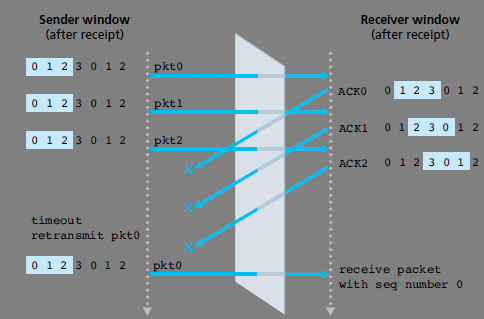 Sender window
(after receipt)
Receiver window
(after receipt)
0 1 2 3 0 1 2
pkt0
ACK0
0 1 2 3 0 1 2
0 1 2 3 0 1 2
pkt1
ACK1
0 1 2 3 0 1 2
0 1 2 3 0 1 2
pkt2
ACK2
0 1 2 3 0 1 2
x
x
x
timeout
retransmit pkt0
0 1 2 3 0 1 2
pkt0
receive packet
with seq number 0